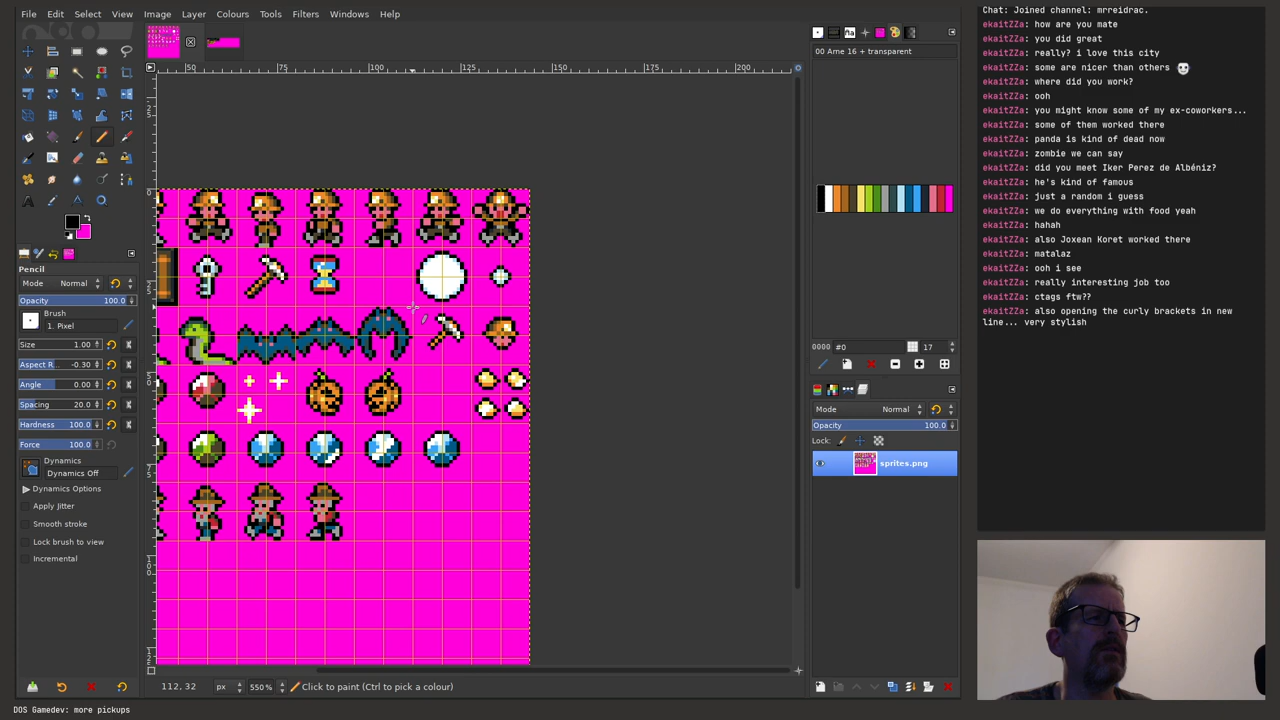 File Edit Select View Image Layer Colours Tools Filters Windows Help
50 75 100 125 150 175 200
Pencil
Mode Normal
Opacity 100.0
Brush
1. Pixel
Size 1.00
Aspect R... -0.30
Angle 0.00
Spacing 20.0
Hardness 100.0
Force 100.0
Dynamics
Dynamics Off
Dynamics Options
Apply Jitter
Smooth stroke
Lock brush to view
Incremental
112, 32 px 550 % Click to paint (Ctrl to pick a colour)
00 Ame 16 + transparent
0000 #0 17
Mode Normal
Opacity 100.0
Lock:
sprites.png
Chat: Joined channel: mrreidrac.
ekaitZZa: how are you mate
ekaitZZa: you did great
ekaitZZa: really? i love this city
ekaitZZa: some are nicer than others
ekaitZZa: where did you work?
ekaitZZa: ooh
ekaitZZa: you might know some of my ex-coworkers...
ekaitZZa: some of them worked there
ekaitZZa: panda is kind of dead now
ekaitZZa: zombie we can say
ekaitZZa: did you meet Iker Perez de Albéniz?
ekaitZZa: he's kind of famous
ekaitZZa: just a random i guess
ekaitZZa: we do everything with food yeah
ekaitZZa: hahah
ekaitZZa: also Joxean Koret worked there
ekaitZZa: matalaz
ekaitZZa: ooh i see
ekaitZZa: really interesting job too
ekaitZZa: ctags ftw??
ekaitZZa: also opening the curly brackets in new
line... very stylish
DOS Gamedev: more pickups